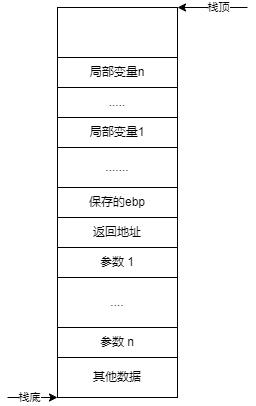 栈顶
局部变量n
.....
局部变量1
.......
保存的ebp
返回地址
参数 1
....
参数 n
其他数据
栈底